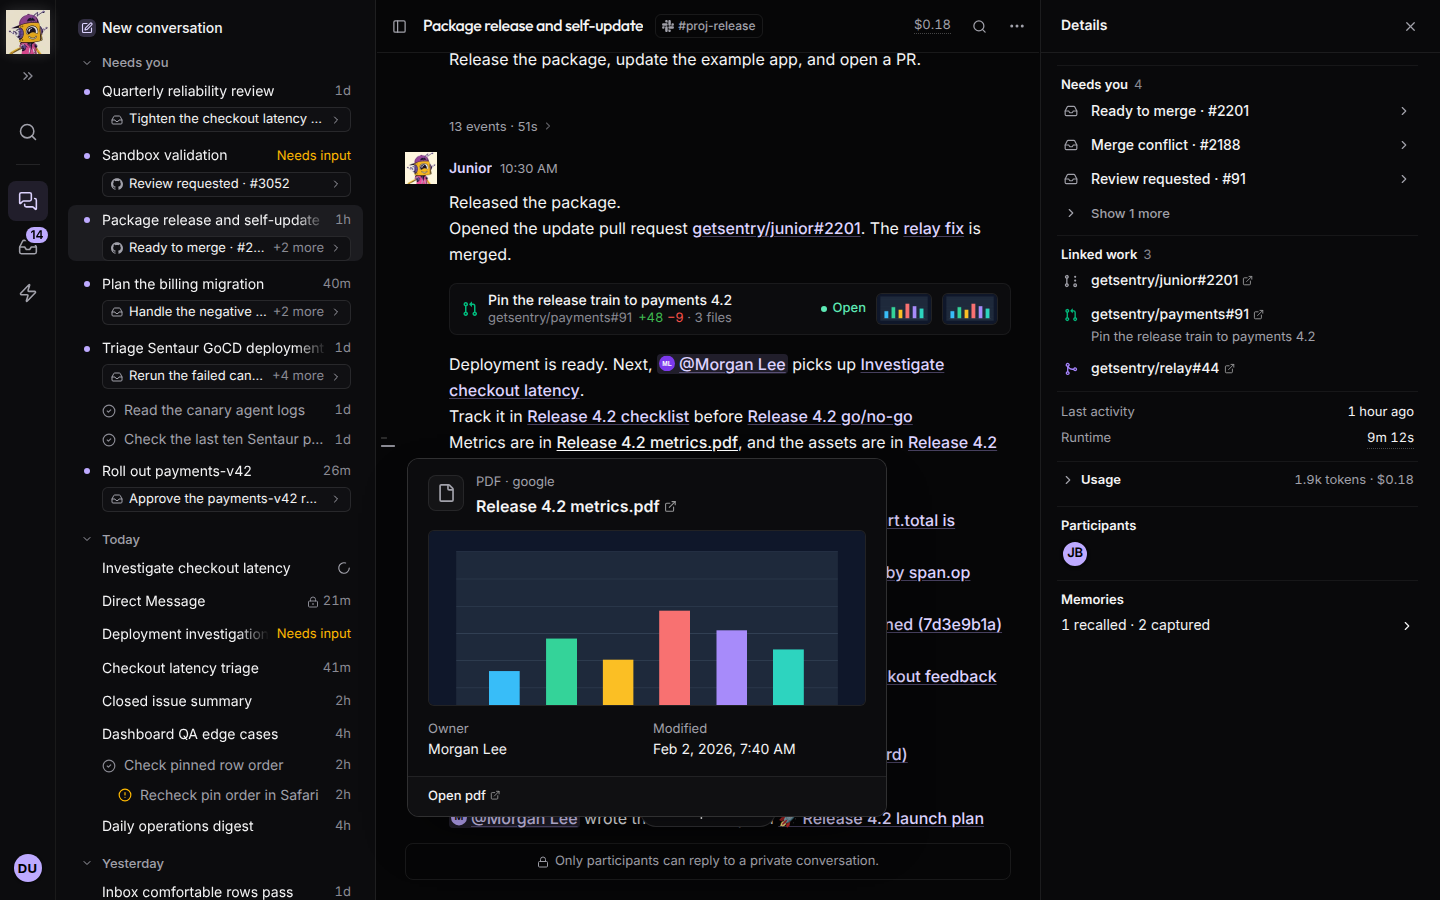 New conversation
Needs you
Quarterly reliability review 1d
Tighten the checkout latency ...
Sandbox validation Needs input
Review requested · #3052
Package release and self-update 1h
Ready to merge · #2... +2 more
14
Plan the billing migration 40m
Handle the negative ... +2 more
Triage Sentaur GoCD deployment 1d
Rerun the failed can... +4 more
Read the canary agent logs 1d
Check the last ten Sentaur p... 1d
Roll out payments-v42 26m
Approve the payments-v42 r...
Today
Investigate checkout latency
Direct Message 21m
Deployment investigation Needs input
Checkout latency triage 41m
Closed issue summary 2h
Dashboard QA edge cases 4h
Check pinned row order 2h
Recheck pin order in Safari 2h
Daily operations digest 4h
Yesterday
Inbox comfortable rows pass 1d
DU
Package release and self-update #proj-release $0.18
Release the package, update the example app, and open a PR.
13 events · 51s
Junior 10:30 AM
Released the package.
Opened the update pull request getsentry/junior#2201. The relay fix is
merged.
Pin the release train to payments 4.2
getsentry/payments#91 +48 −9 · 3 files
Open
Deployment is ready. Next, ML @Morgan Lee picks up Investigate
checkout latency.
Track it in Release 4.2 checklist before Release 4.2 go/no-go
Metrics are in Release 4.2 metrics.pdf, and the assets are in Release 4.2
PDF · google
Release 4.2 metrics.pdf
Owner Modified
Morgan Lee Feb 2, 2026, 7:40 AM
Open pdf
rt.total is
by span.op
ned (7d3e9b1a)
kout feedback
rd)
@Morgan Lee wrote Release 4.2 launch plan
Only participants can reply to a private conversation.
Details
Needs you 4
Ready to merge · #2201
Merge conflict · #2188
Review requested · #91
Show 1 more
Linked work 3
getsentry/junior#2201
getsentry/payments#91
Pin the release train to payments 4.2
getsentry/relay#44
Last activity 1 hour ago
Runtime 9m 12s
Usage 1.9k tokens · $0.18
Participants
JB
Memories
1 recalled · 2 captured